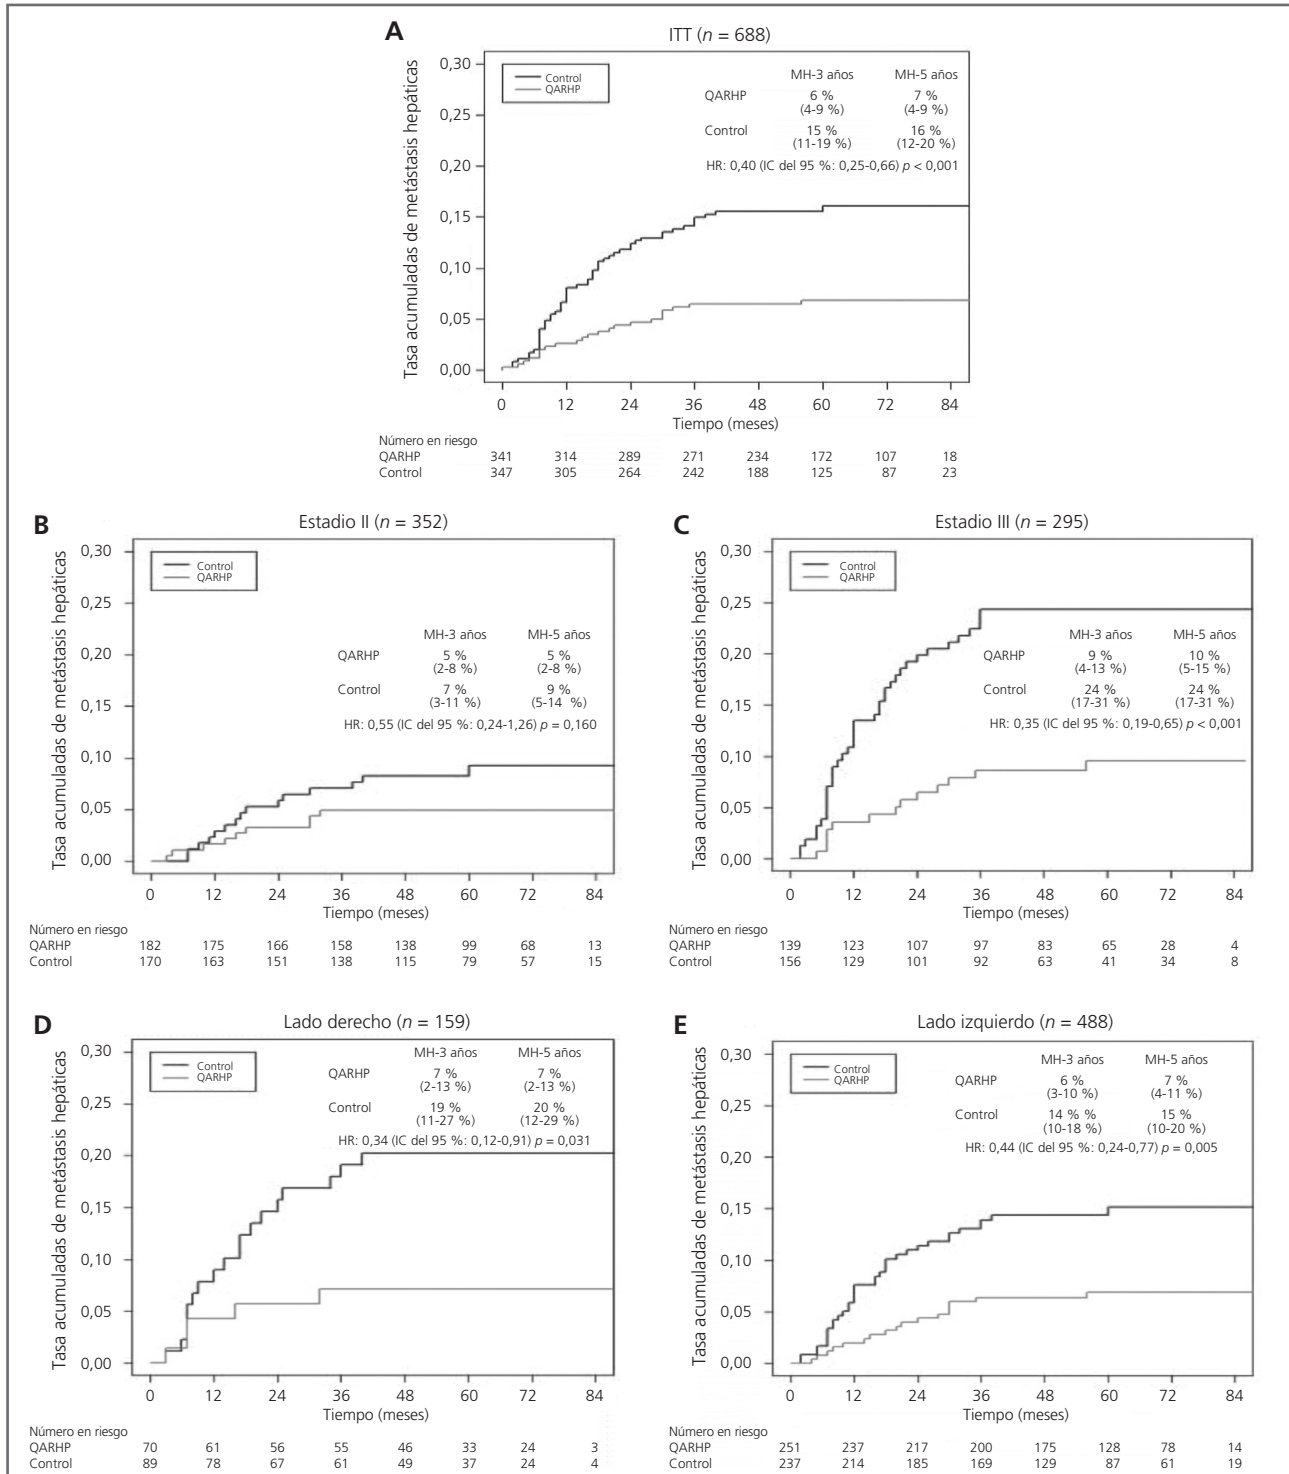 A
ITT (n = 688)
Tasa acumuladas de metástasis hepáticas
0,30
0,25
0,20
0,15
0,10
0,05
0,00
Control
QARHP
MH-3 años MH-5 años
QARHP 6 % 7 %
(4-9 %) (4-9 %)
Control 15 % 16 %
(11-19 %) (12-20 %)
HR: 0,40 (IC del 95 %: 0,25-0,66) p < 0,001
0 12 24 36 48 60 72 84
Tiempo (meses)
Número en riesgo
QARHP 341 314 289 271 234 172 107 18
Control 347 305 264 242 188 125 87 23
B
Estadio II (n = 352)
Tasa acumuladas de metástasis hepáticas
0,30
0,25
0,20
0,15
0,10
0,05
0,00
Control
QARHP
MH-3 años MH-5 años
QARHP 5 % 5 %
(2-8 %) (2-8 %)
Control 7 % 9 %
(3-11 %) (5-14 %)
HR: 0,55 (IC del 95 %: 0,24-1,26) p = 0,160
0 12 24 36 48 60 72 84
Tiempo (meses)
Número en riesgo
QARHP 182 175 166 158 138 99 68 13
Control 170 163 151 138 115 79 57 15
C
Estadio III (n = 295)
Tasa acumuladas de metástasis hepáticas
0,30
0,25
0,20
0,15
0,10
0,05
0,00
Control
QARHP
MH-3 años MH-5 años
QARHP 9 % 10 %
(4-13 %) (5-15 %)
Control 24 % 24 %
(17-31 %) (17-31 %)
HR: 0,35 (IC del 95 %: 0,19-0,65) p < 0,001
0 12 24 36 48 60 72 84
Tiempo (meses)
Número en riesgo
QARHP 139 123 107 97 83 65 28 4
Control 156 129 101 92 63 41 34 8
D
Lado derecho (n = 159)
Tasa acumuladas de metástasis hepáticas
0,30
0,25
0,20
0,15
0,10
0,05
0,00
Control
QARHP
MH-3 años MH-5 años
QARHP 7 % 7 %
(2-13 %) (2-13 %)
Control 19 % 20 %
(11-27 %) (12-29 %)
HR: 0,34 (IC del 95 %: 0,12-0,91) p = 0,031
0 12 24 36 48 60 72 84
Tiempo (meses)
Número en riesgo
QARHP 70 61 56 55 46 33 24 3
Control 89 78 67 61 49 37 24 4
E
Lado izquierdo (n = 488)
Tasa acumuladas de metástasis hepáticas
0,30
0,25
0,20
0,15
0,10
0,05
0,00
Control
QARHP
MH-3 años MH-5 años
QARHP 6 % 7 %
(3-10 %) (4-11 %)
Control 14 % % 15 %
(10-18 %) (10-20 %)
HR: 0,44 (IC del 95 %: 0,24-0,77) p = 0,005
0 12 24 36 48 60 72 84
Tiempo (meses)
Número en riesgo
QARHP 251 237 217 200 175 128 78 14
Control 237 214 185 169 129 87 61 19